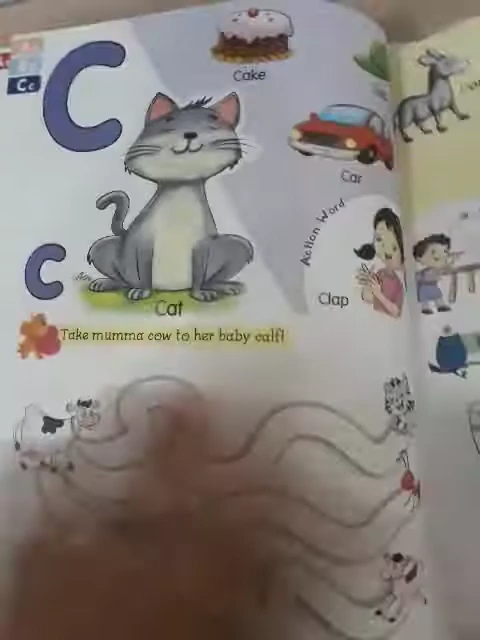 Cc
C
Cake
Car
c
Cat
Action Word
Clap
Take mumma cow to her baby calf!